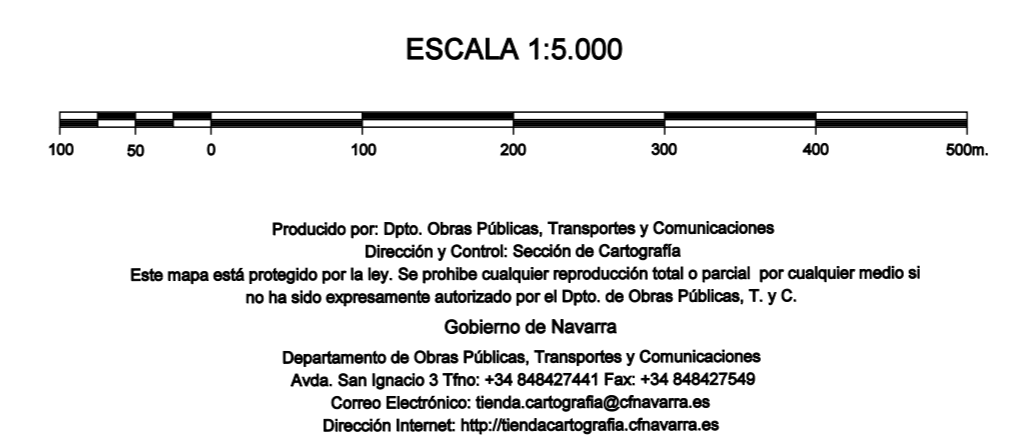 ESCALA 1:5.000
100 50 0 100 200 300 400 500m.
Producido por: Dpto. Obras Públicas, Transportes y Comunicaciones
Dirección y Control: Sección de Cartografía
Este mapa está protegido por la ley. Se prohibe cualquier reproducción total o parcial por cualquier medio si
no ha sido expresamente autorizado por el Dpto. de Obras Públicas, T. y C.
Gobierno de Navarra
Departamento de Obras Públicas, Transportes y Comunicaciones
Avda. San Ignacio 3 Tfno: +34 848427441 Fax: +34 848427549
Correo Electrónico: tienda.cartografia@cfnavarra.es
Dirección Internet: http://tiendacartografia.cfnavarra.es